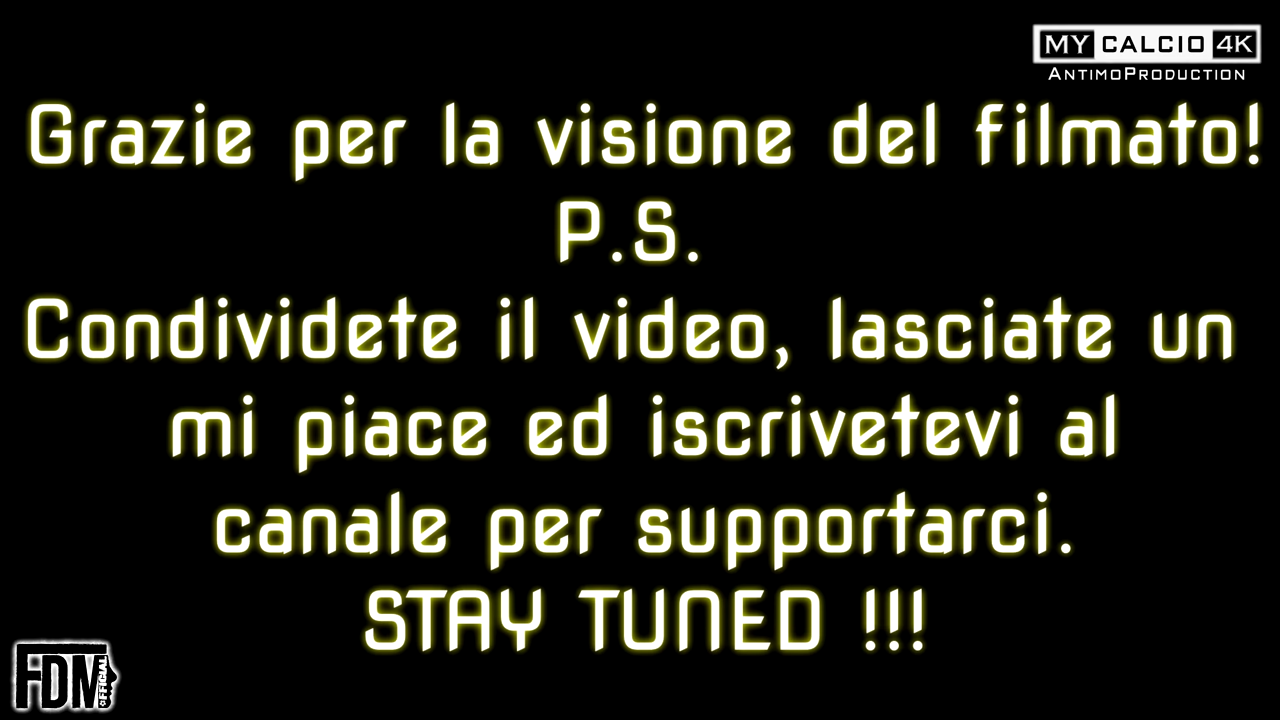 MY CALCIO 4K
ANTIMOPRODUCTION
Grazie per la visione del filmato!
P.S.
Condividete il video, lasciate un
mi piace ed iscrivetevi al
canale per supportarci.
STAY TUNED !!!
FDM
OFFICIAL